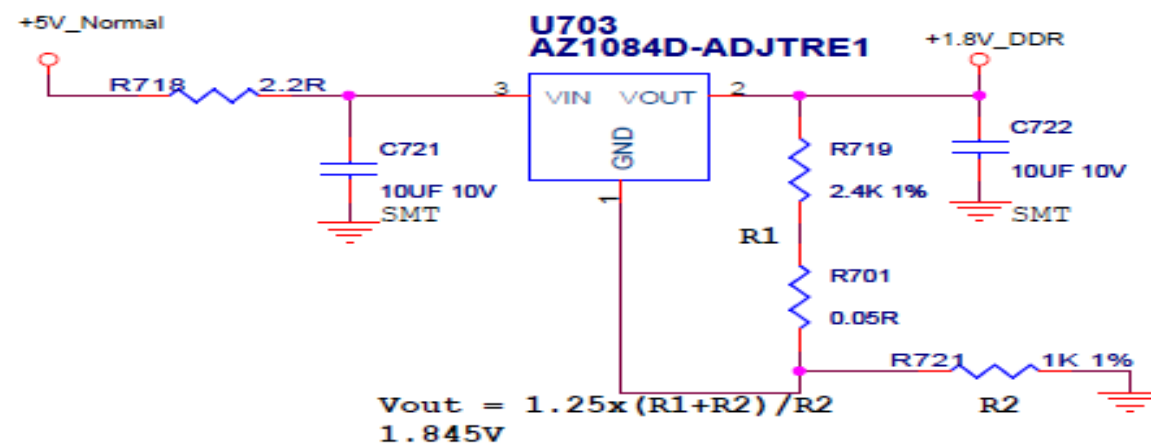 +5V_Normal
U703
AZ1084D-ADJTRE1
+1.8V_DDR
R718 2.2R
3 VIN VOUT 2
GND
1
C721
10UF 10V
SMT
R719
2.4K 1%
R1
C722
10UF 10V
SMT
R701
0.05R
R721 1K 1%
R2
Vout = 1.25x(R1+R2)/R2
1.845V